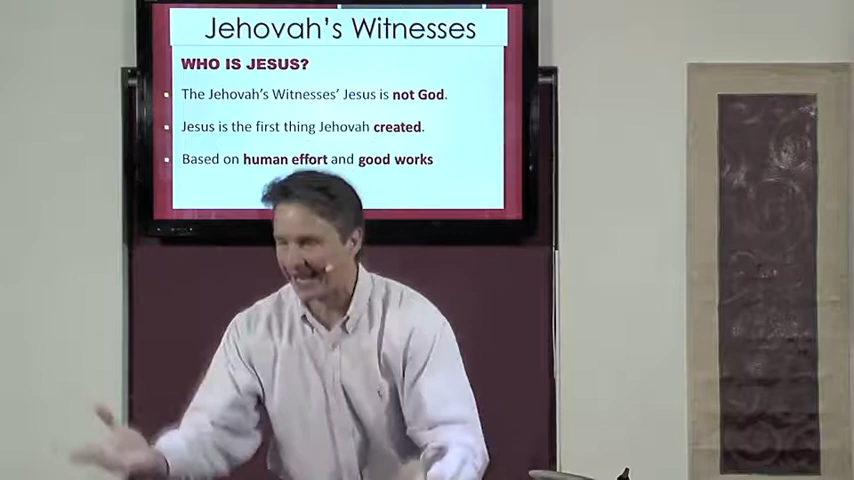 Jehovah's Witnesses
WHO IS JESUS?
• The Jehovah's Witnesses' Jesus is not God.
• Jesus is the first thing Jehovah created.
• Based on human effort and good works